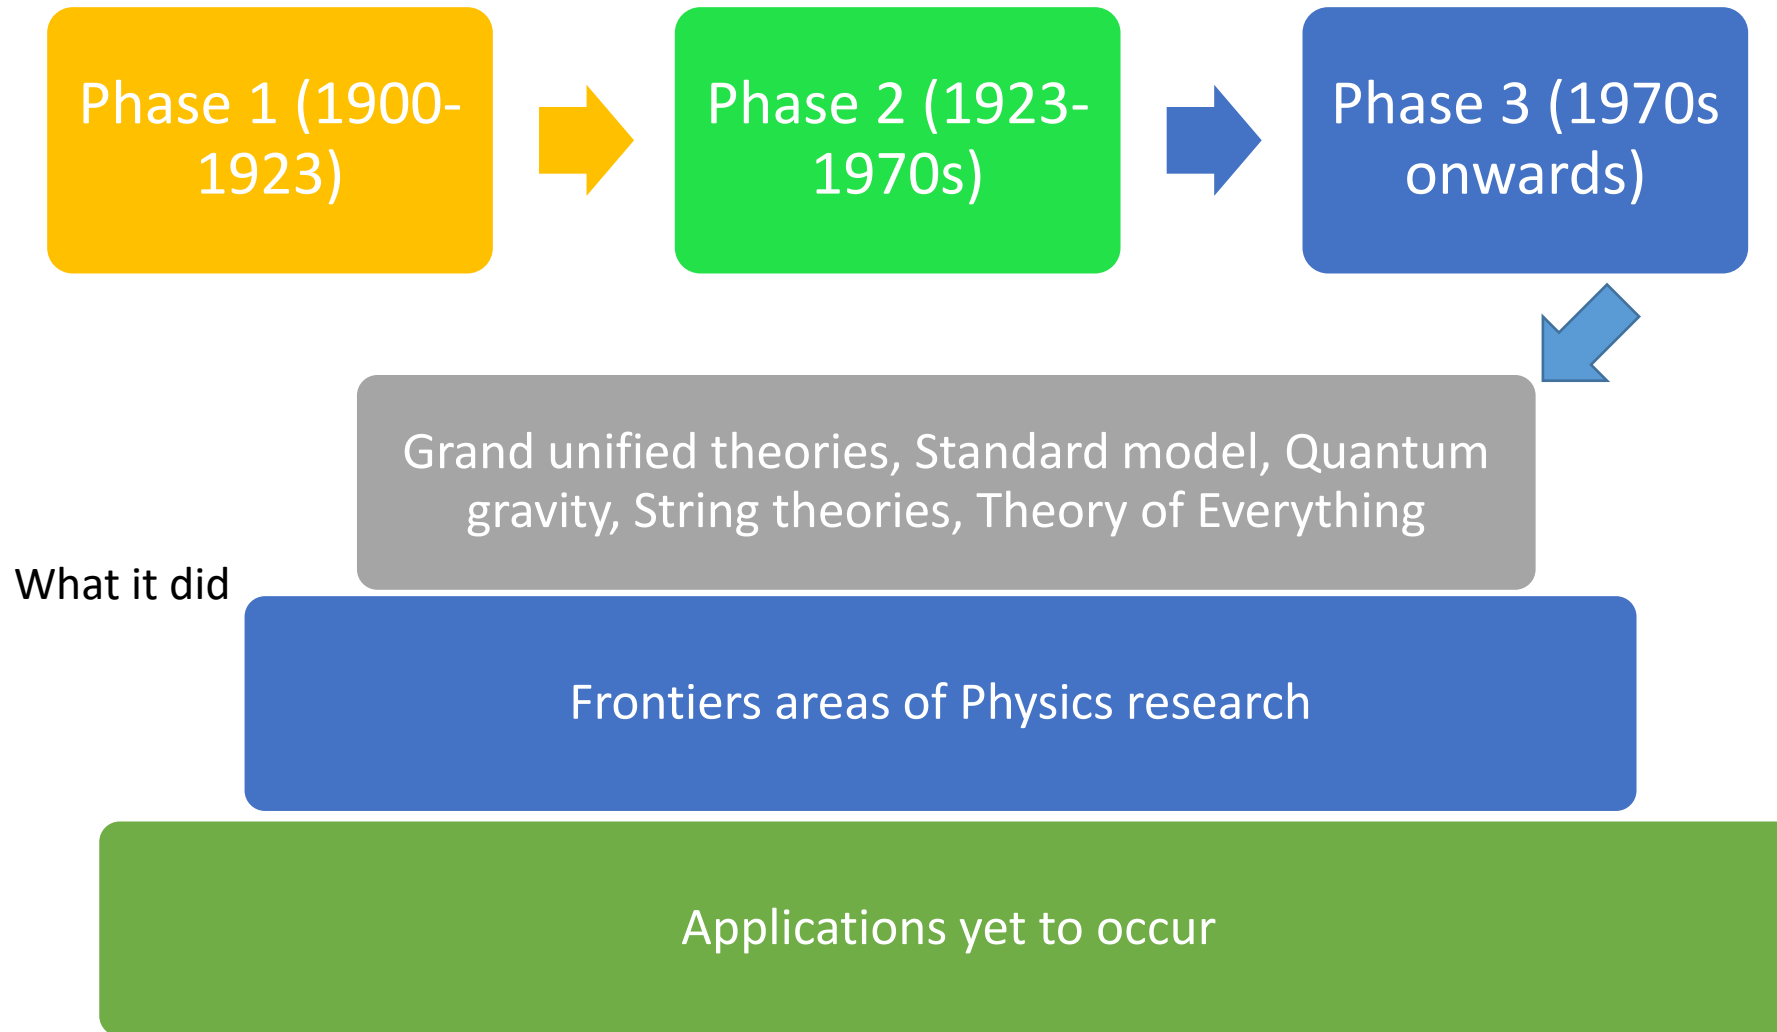 Phase 1 (1900-
1923)
Phase 2 (1923-
1970s)
Phase 3 (1970s
onwards)
Grand unified theories, Standard model, Quantum
gravity, String theories, Theory of Everything
What it did
Frontiers areas of Physics research
Applications yet to occur